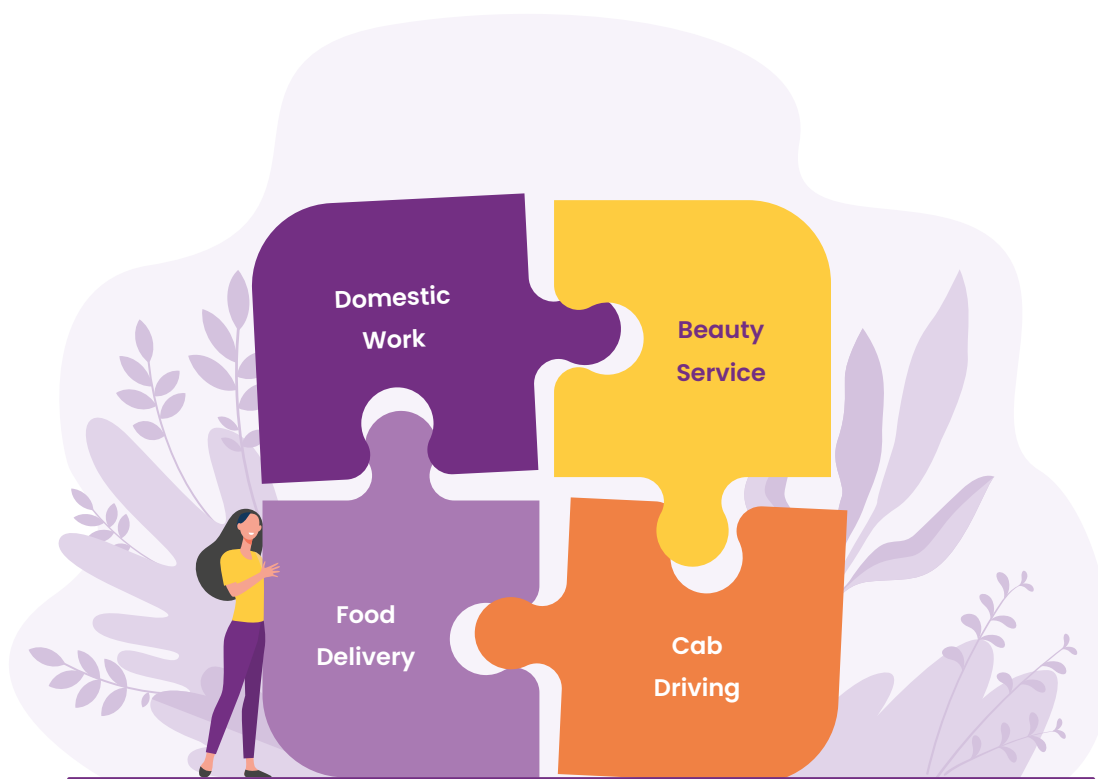 Domestic
Work
Beauty
Service
Food
Delivery
Cab
Driving